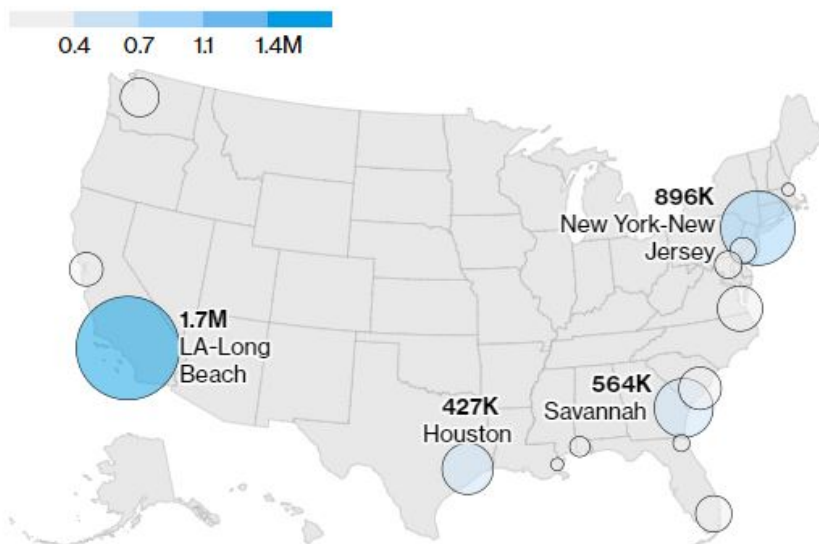 0.4 0.7 1.1 1.4M
896K
New York-New
Jersey
1.7M
LA-Long
Beach
564K
Savannah
427K
Houston